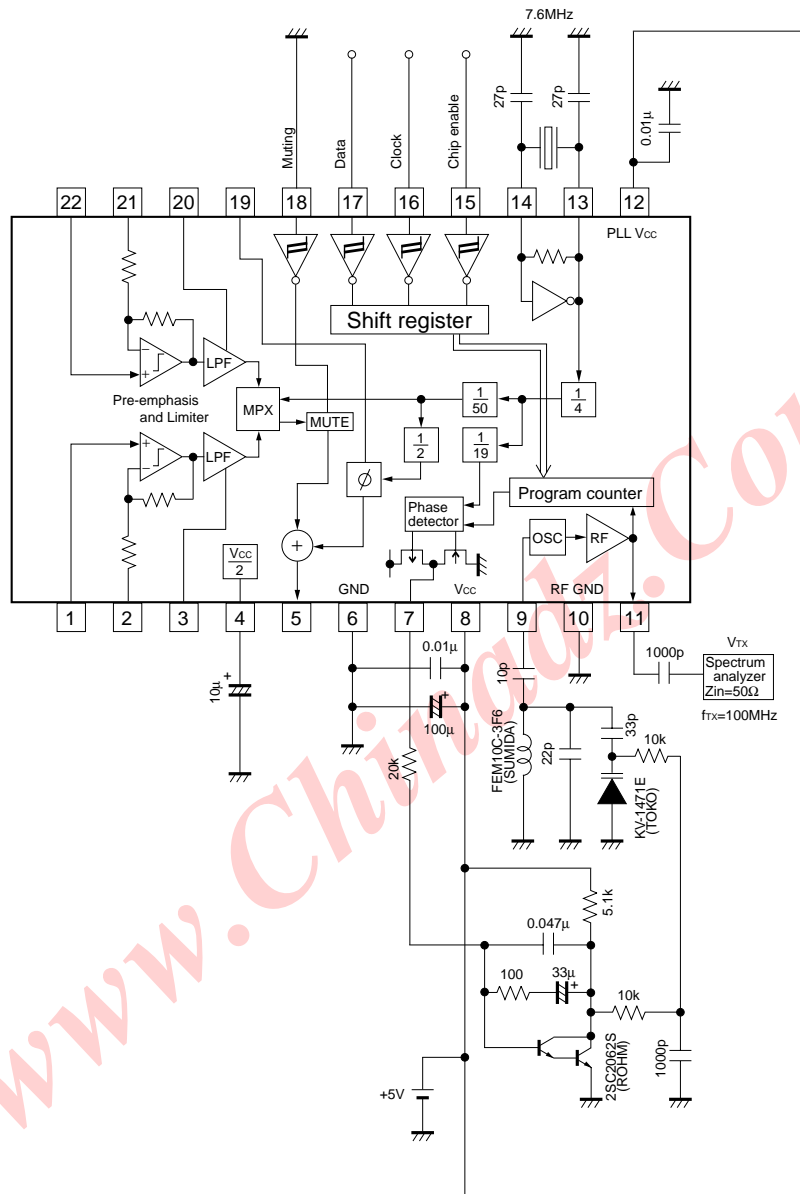 7.6MHz
27p
27p
0.01μ
Muting
Data
Clock
Chip enable
22
21
20
19
18
17
16
15
14
13
12
PLL VCC
Shift register
LPF
Pre-emphasis
and Limiter
MPX
MUTE
1
50
1
4
1
2
1
19
LPF
ϕ
Phase
detector
Program counter
OSC
RF
+
VCC
2
GND
VCC
RF GND
1
2
3
4
5
6
7
8
9
10
11
10μ
+
0.01μ
+
100μ
20k
10p
1000p
VTX
Spectrum
analyzer
Zin=50Ω
fTX=100MHz
FEM10C-3F6
(SUMIDA)
22p
33p
10k
KV-1471E
(TOKO)
5.1k
0.047μ
100
33μ
+
10k
2SC2062S
(ROHM)
1000p
+5V
www.Chinadz.Com